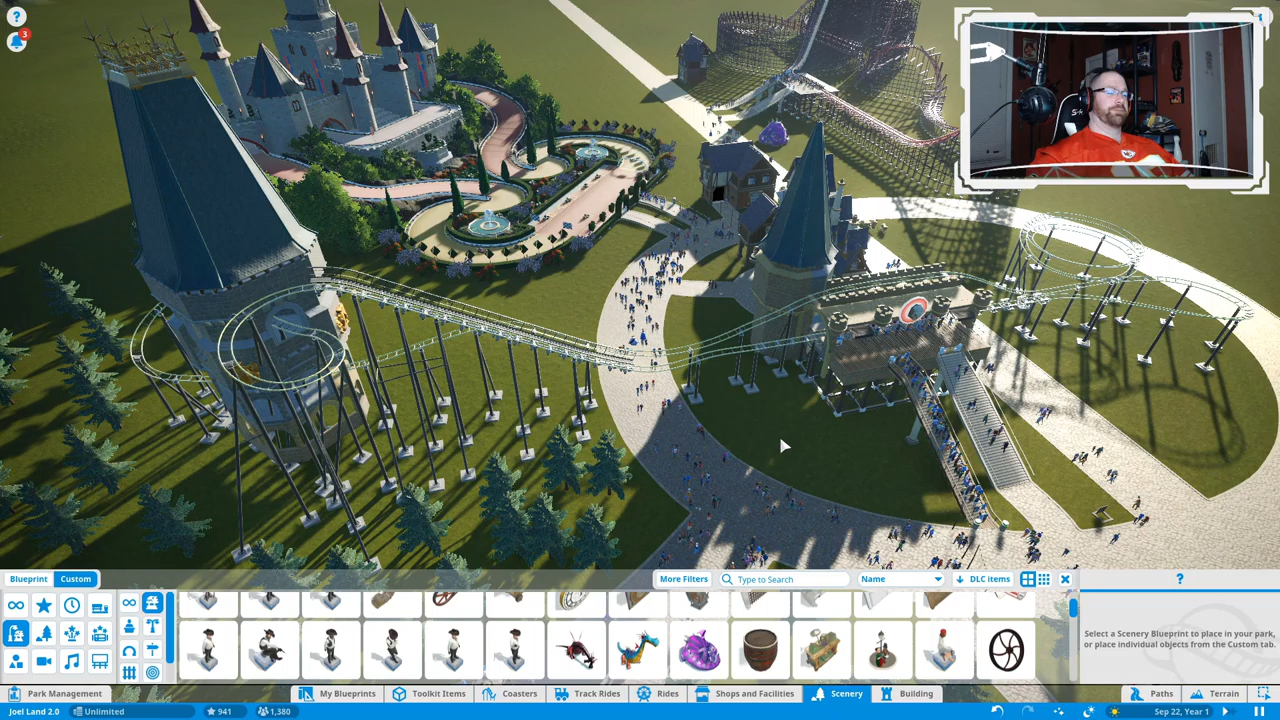 ?
3
Blueprint Custom More Filters Type to Search Name DLC items ?
Select a Scenery Blueprint to place in your park, or place individual objects from the Custom tab.
Park Management My Blueprints Toolkit Items Coasters Track Rides Rides Shops and Facilities Scenery Building Paths Terrain
Joel Land 2.0 Unlimited 941 1,380 Sep 22, Year 1